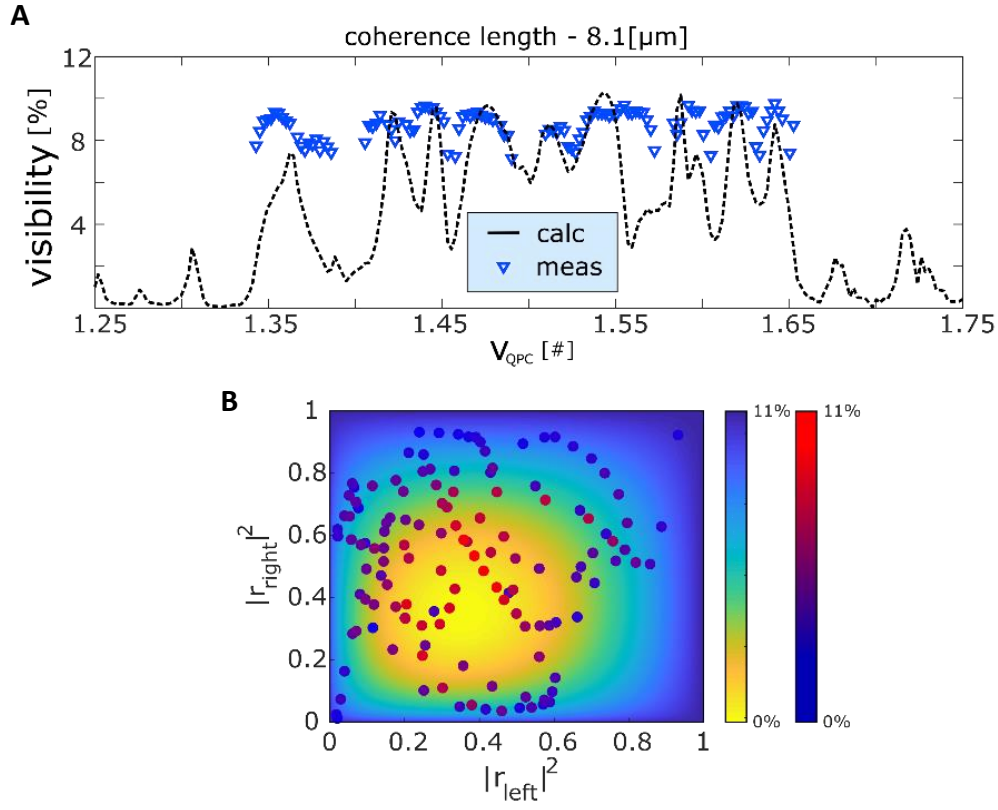 A
coherence length - 8.1[µm]
visibility [%]
12
8
4
calc
meas
1.25
1.35
1.45
1.55
1.65
1.75
V_QPC [#]
B
|r_right|^2
1
0.8
0.6
0.4
0.2
0
0
0.2
0.4
0.6
0.8
1
|r_left|^2
11%
0%
11%
0%